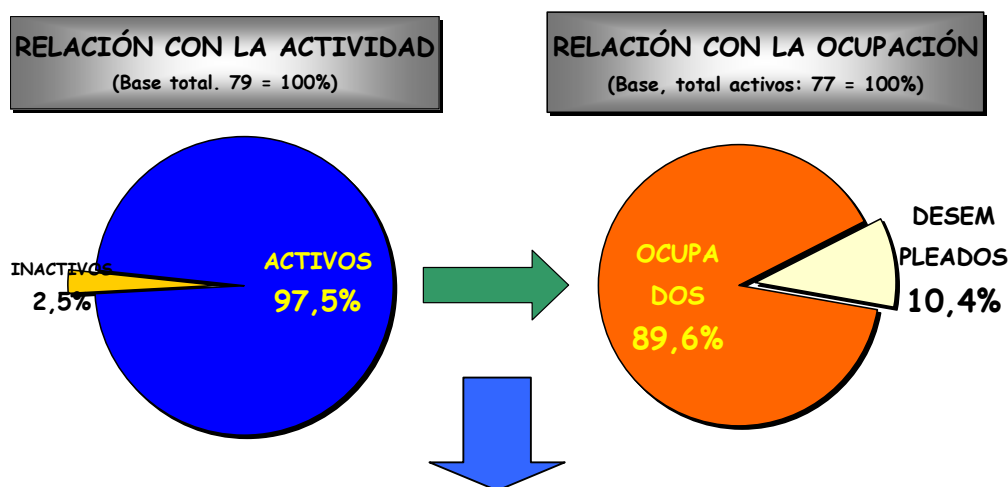 RELACIÓN CON LA ACTIVIDAD
(Base total. 79 = 100%)
RELACIÓN CON LA OCUPACIÓN
(Base, total activos: 77 = 100%)
INACTIVOS
2,5%
ACTIVOS
97,5%
OCUPA
DOS
89,6%
DESEM
PLEADOS
10,4%